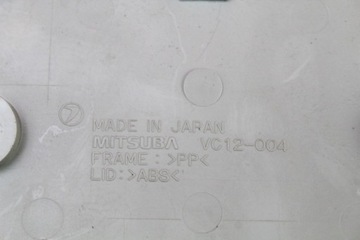 MADE IN JAPAN
MITSUBA VC12-004
FRAME : >PP<
LID:>ABS<